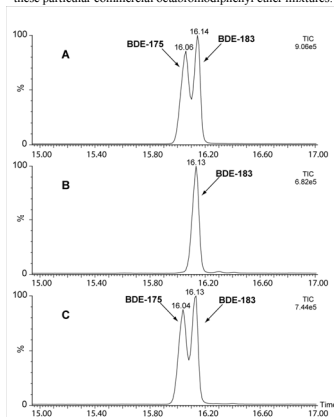 these particular commercial octabromodiphenyl ether mixtures.
100
A
BDE-175
16.06
16.14
BDE-183
TIC
9.06e5
%
0
15.00 15.40 15.80 16.20 16.60 17.00
100
B
16.13
BDE-183
TIC
6.82e5
%
0
15.00 15.40 15.80 16.20 16.60 17.00
100
C
BDE-175
16.04
16.13
BDE-183
TIC
7.44e5
%
0
Time
15.00 15.40 15.80 16.20 16.60 17.00